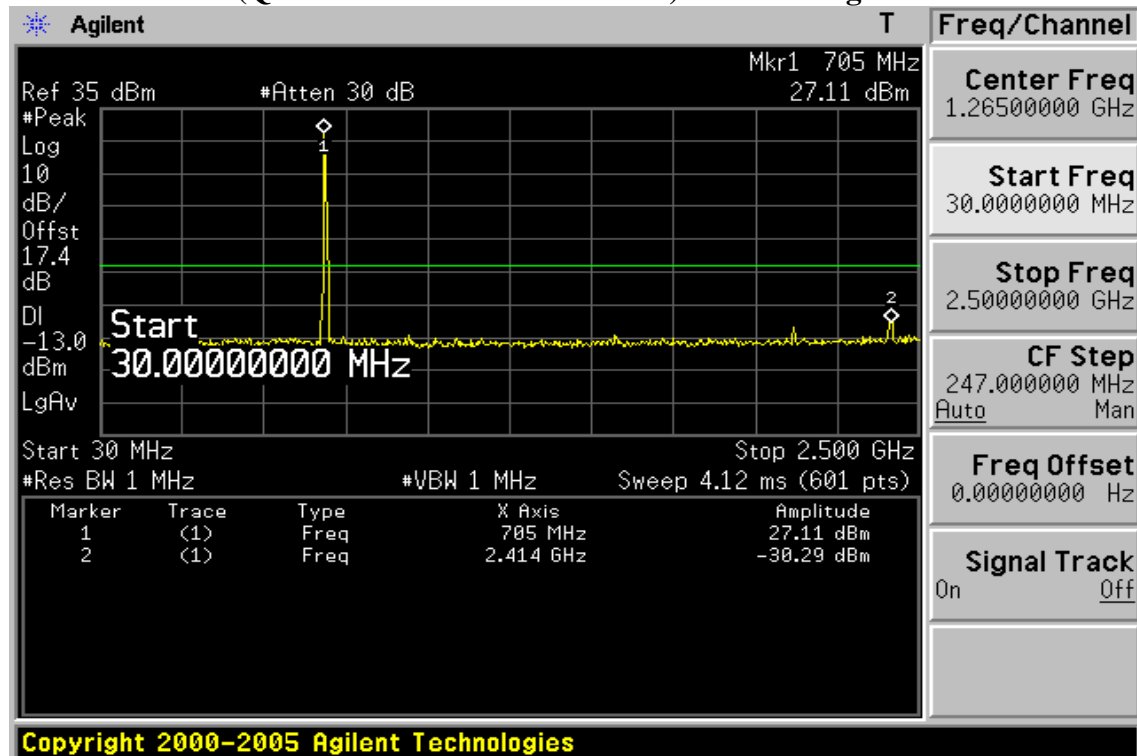 Agilent T Freq/Channel
Mkr1 705 MHz
Ref 35 dBm #Atten 30 dB 27.11 dBm
#Peak
Log
10
dB/
Offst
17.4
dB
DI
-13.0
dBm
LgAv
1
2
Start
30.00000000 MHz
Start 30 MHz Stop 2.500 GHz
#Res BW 1 MHz #VBW 1 MHz Sweep 4.12 ms (601 pts)
Marker Trace Type X Axis Amplitude
1 (1) Freq 705 MHz 27.11 dBm
2 (1) Freq 2.414 GHz -30.29 dBm
Center Freq
1.26500000 GHz
Start Freq
30.0000000 MHz
Stop Freq
2.50000000 GHz
CF Step
247.000000 MHz
Auto Man
Freq Offset
0.00000000 Hz
Signal Track
On Off
Copyright 2000-2005 Agilent Technologies